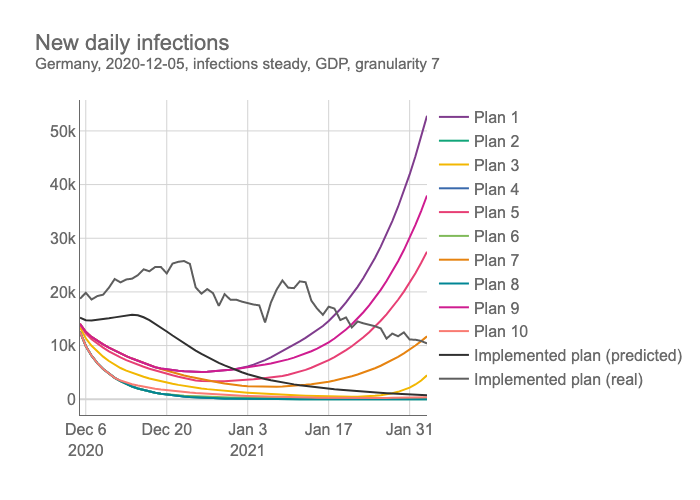 New daily infections
Germany, 2020-12-05, infections steady, GDP, granularity 7
50k
40k
30k
20k
10k
0
Dec 6
2020
Dec 20
Jan 3
2021
Jan 17
Jan 31
Plan 1
Plan 2
Plan 3
Plan 4
Plan 5
Plan 6
Plan 7
Plan 8
Plan 9
Plan 10
Implemented plan (predicted)
Implemented plan (real)